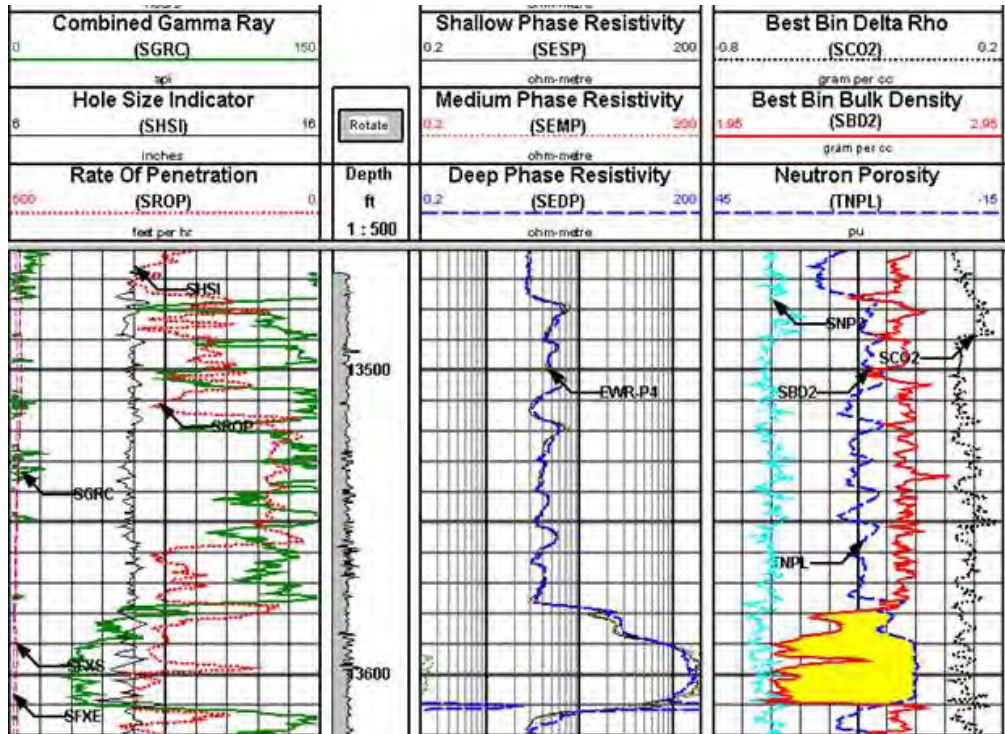 Combined Gamma Ray
(SGRC)
0 150
api
Hole Size Indicator
(SHSI)
6 16
inches
Rate Of Penetration
(SROP)
500 0
feet per hr
Rotate
Depth
ft
1 : 500
ohm-metre
Shallow Phase Resistivity
(SESP)
0.2 200
ohm-metre
Medium Phase Resistivity
(SEMP)
0.2 200
ohm-metre
Deep Phase Resistivity
(SEDP)
0.2 200
ohm-metre
Best Bin Delta Rho
(SCO2)
-0.8 0.2
gram per cc
Best Bin Bulk Density
(SBD2)
1.95 2.95
gram per cc
Neutron Porosity
(TNPL)
45 -15
pu
SHSI
SROP
SGRC
SFXS
SFXE
13500
13600
EWR-P4
SCO2
SBD2
TNPL